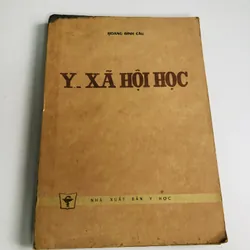 HOÀNG ĐÌNH CẦU
Y - XÃ HỘI HỌC
NHÀ XUẤT BẢN Y HỌC